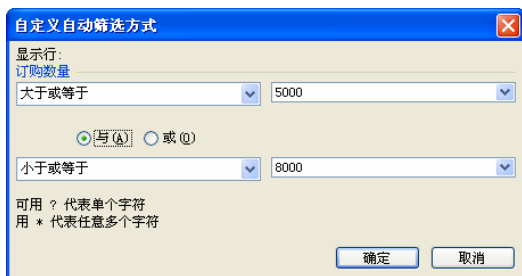 自定义自动筛选方式
显示行:
订购数量
大于或等于 5000
与(A) 或(O)
小于或等于 8000
可用 ? 代表单个字符
用 * 代表任意多个字符
确定 取消